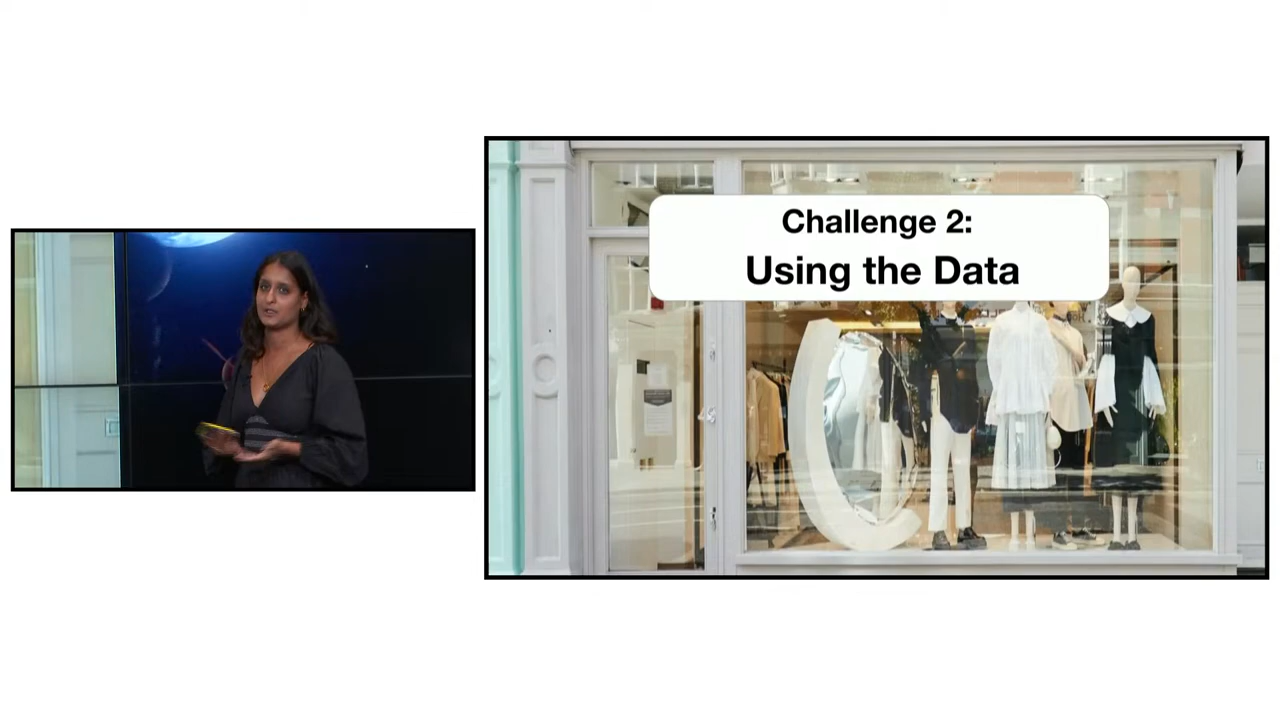 Challenge 2:
Using the Data